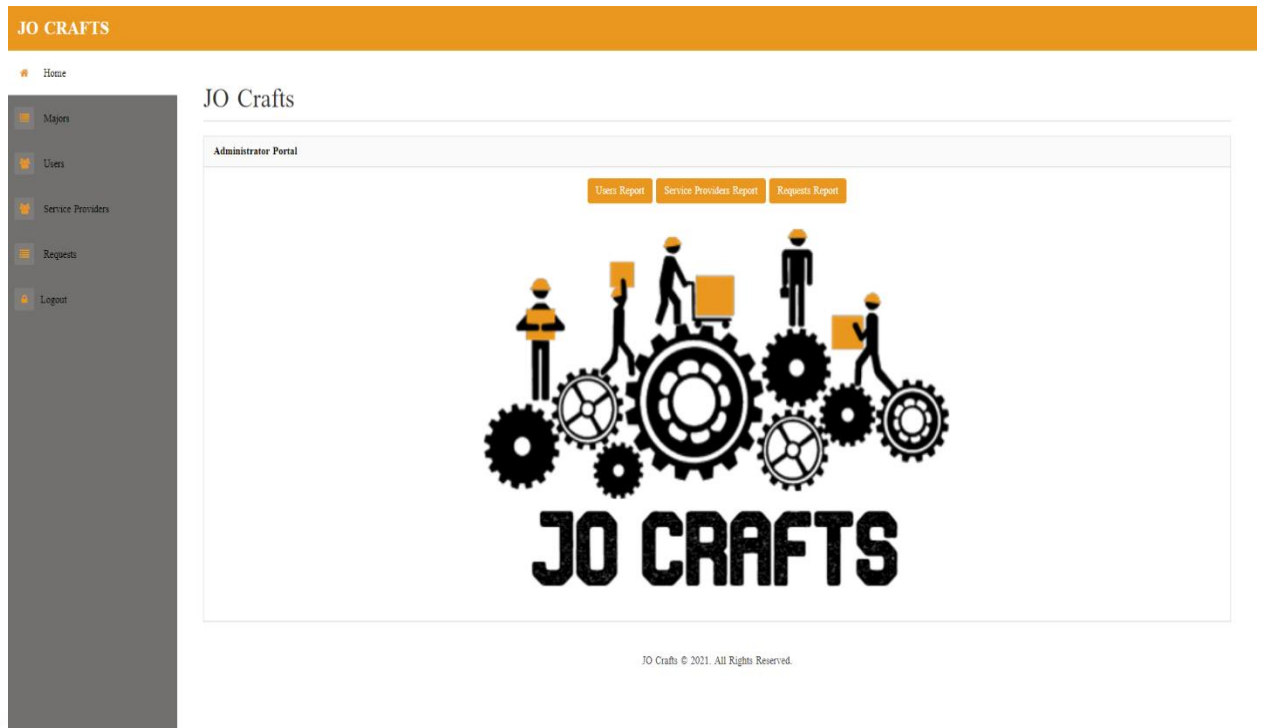 JO CRAFTS
Home
Majors
Users
Service Providers
Requests
Logout
JO Crafts
Administrator Portal
Users Report
Service Providers Report
Requests Report
JO CRAFTS
JO Crafts © 2021. All Rights Reserved.